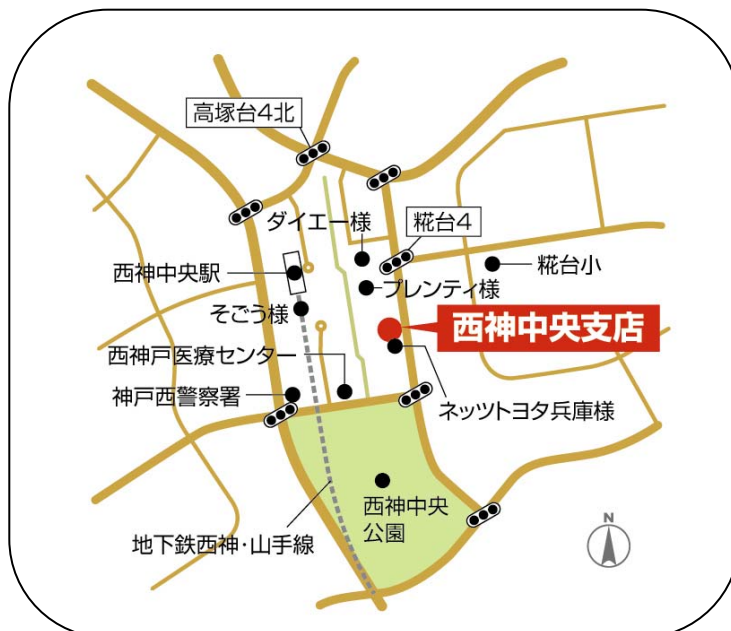 高塚台4北
ダイエー様
糀台4
西神中央駅
糀台小
プレンティ様
そごう様
西神中央支店
西神戸医療センター
神戸西警察署
ネッツトヨタ兵庫様
西神中央
公園
地下鉄西神・山手線
N